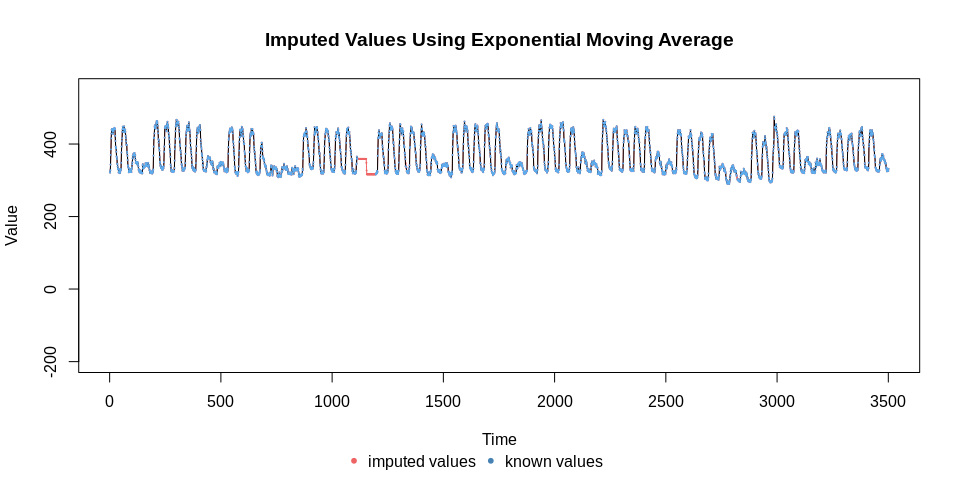 Imputed Values Using Exponential Moving Average
Value
400
200
0
-200
0 500 1000 1500 2000 2500 3000 3500
Time
imputed values known values